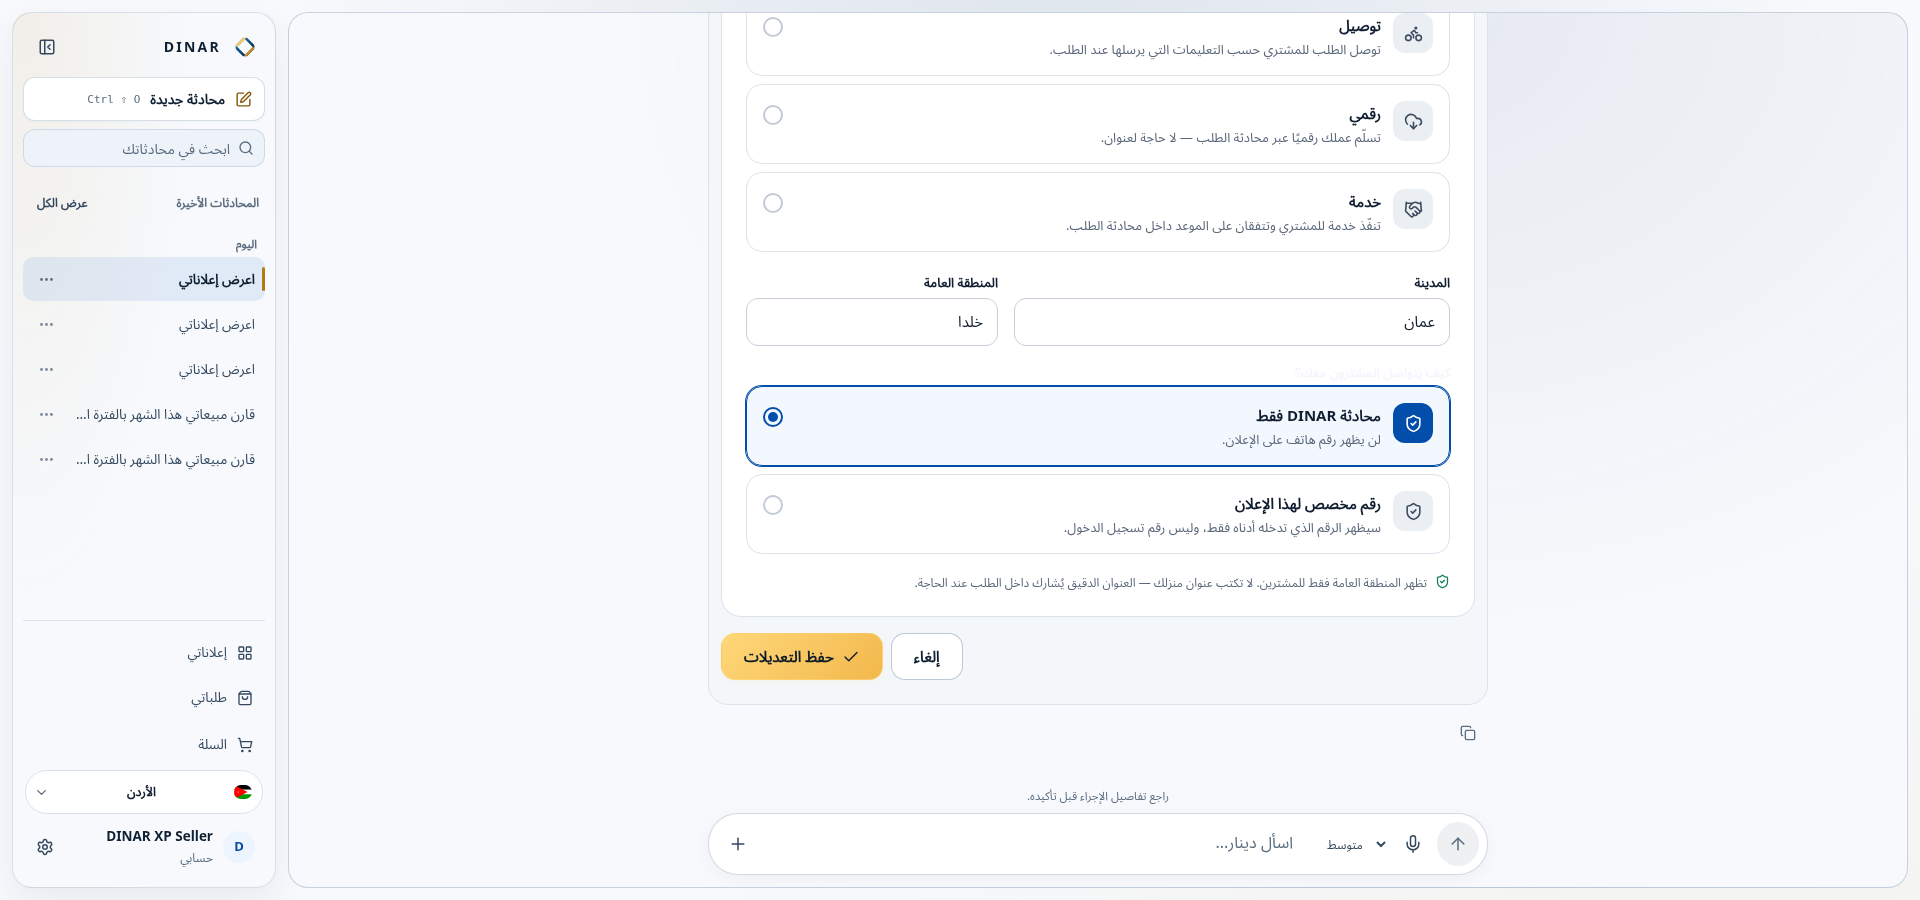 DINAR
محادثة جديدة
Ctrl ⇧ O
ابحث في محادثاتك
المحادثات الأخيرة
عرض الكل
اليوم
اعرض إعلاناتي
اعرض إعلاناتي
اعرض إعلاناتي
قارن مبيعاتي هذا الشهر بالفترة ا...
قارن مبيعاتي هذا الشهر بالفترة ا...
إعلاناتي
طلباتي
السلة
الأردن
D
DINAR XP Seller
حسابي
توصيل
توصل الطلب للمشتري حسب التعليمات التي يرسلها عند الطلب.
رقمي
تسلّم عملك رقميًا عبر محادثة الطلب — لا حاجة لعنوان.
خدمة
تنفّذ خدمة للمشتري وتتفقان على الموعد داخل محادثة الطلب.
المدينة
المنطقة العامة
عمان
خلدا
كيف يتواصل المشترون معك؟
محادثة DINAR فقط
لن يظهر رقم هاتف على الإعلان.
رقم مخصص لهذا الإعلان
سيظهر الرقم الذي تدخله أدناه فقط، وليس رقم تسجيل الدخول.
تظهر المنطقة العامة فقط للمشترين. لا تكتب عنوان منزلك — العنوان الدقيق يُشارك داخل الطلب عند الحاجة.
إلغاء
حفظ التعديلات
راجع تفاصيل الإجراء قبل تأكيده.
متوسط
اسأل دينار...